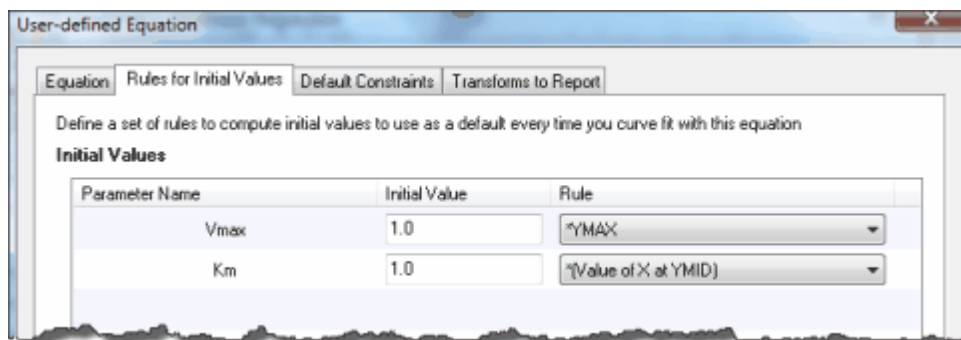 User-defined Equation
Equation Rules for Initial Values Default Constraints Transforms to Report
Define a set of rules to compute initial values to use as a default every time you curve fit with this equation
Initial Values
Parameter Name Initial Value Rule
Vmax 1.0 *YMAX
Km 1.0 *(Value of X at YMID)